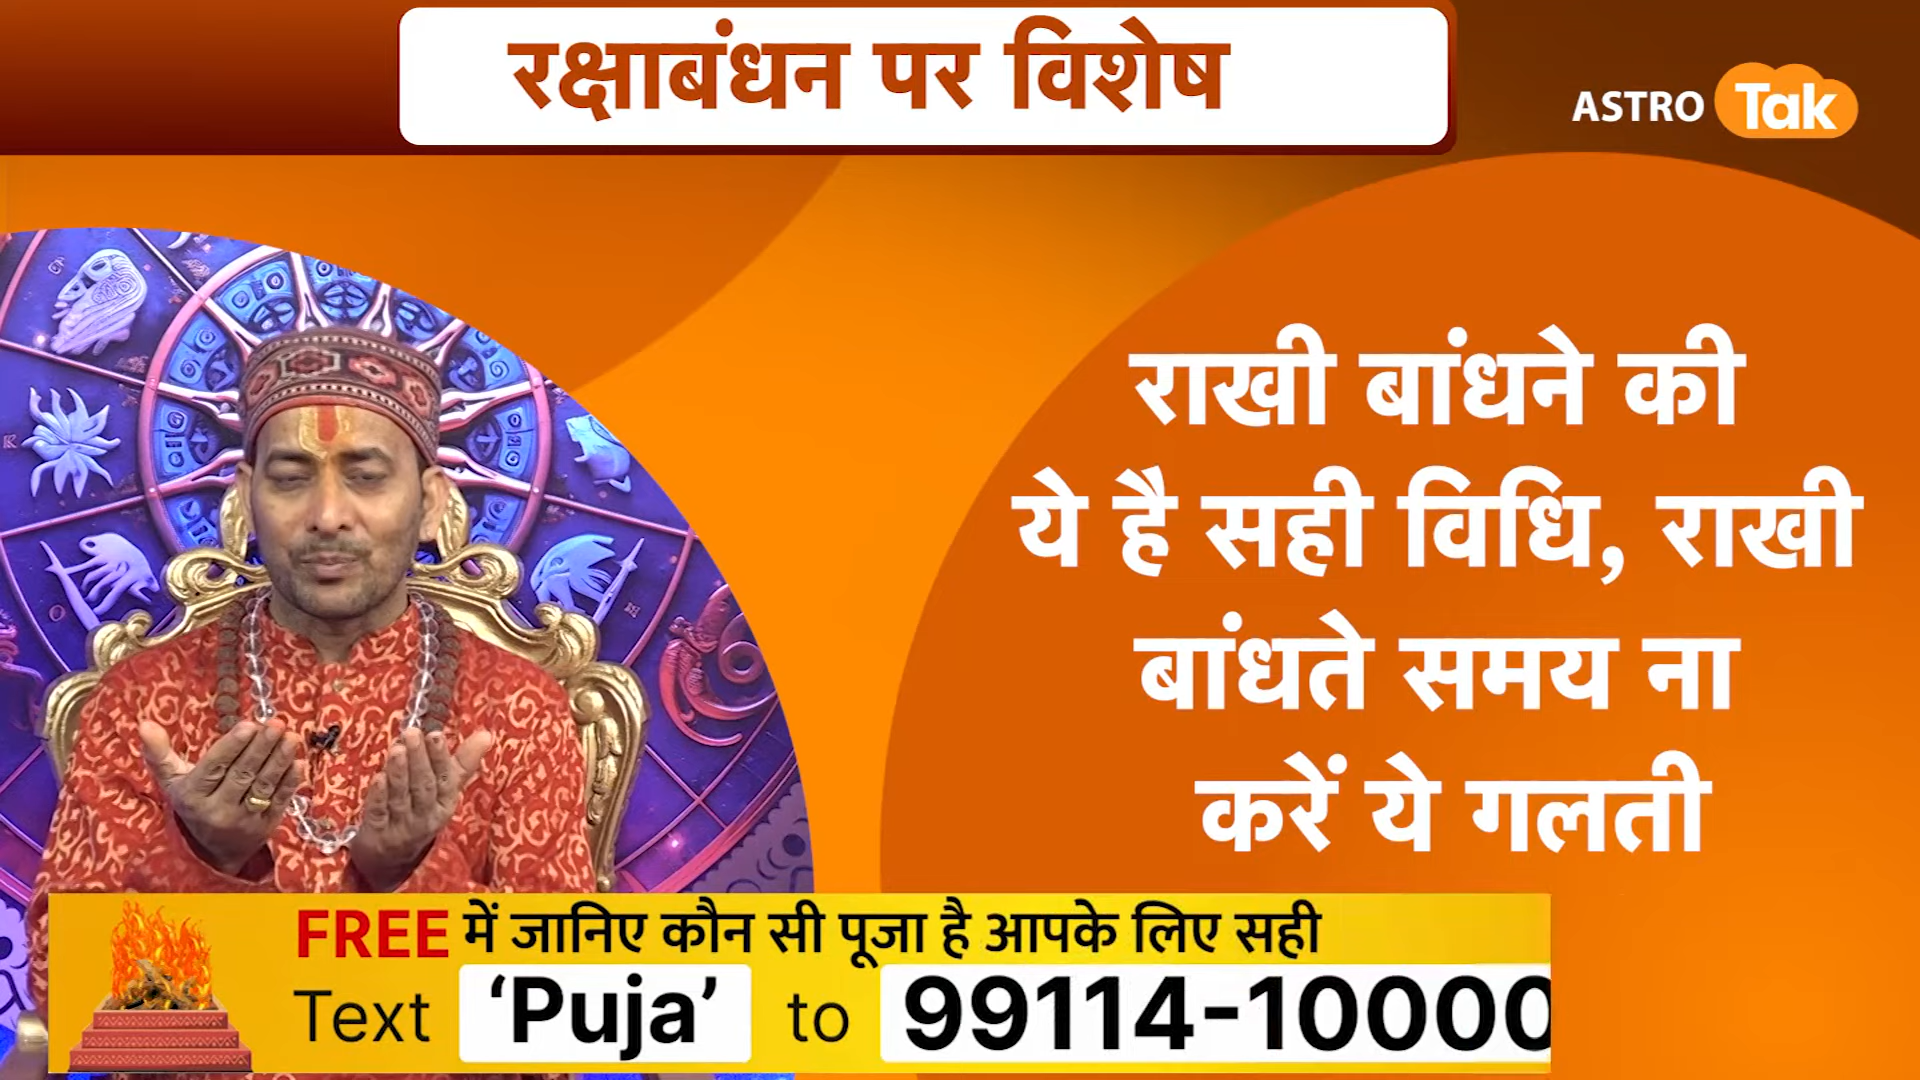 रक्षाबंधन पर विशेष
ASTRO Tak
राखी बांधने की
ये है सही विधि, राखी
बांधते समय ना
करें ये गलती
FREE में जानिए कौन सी पूजा है आपके लिए सही
Text ‘Puja’ to 99114-10000